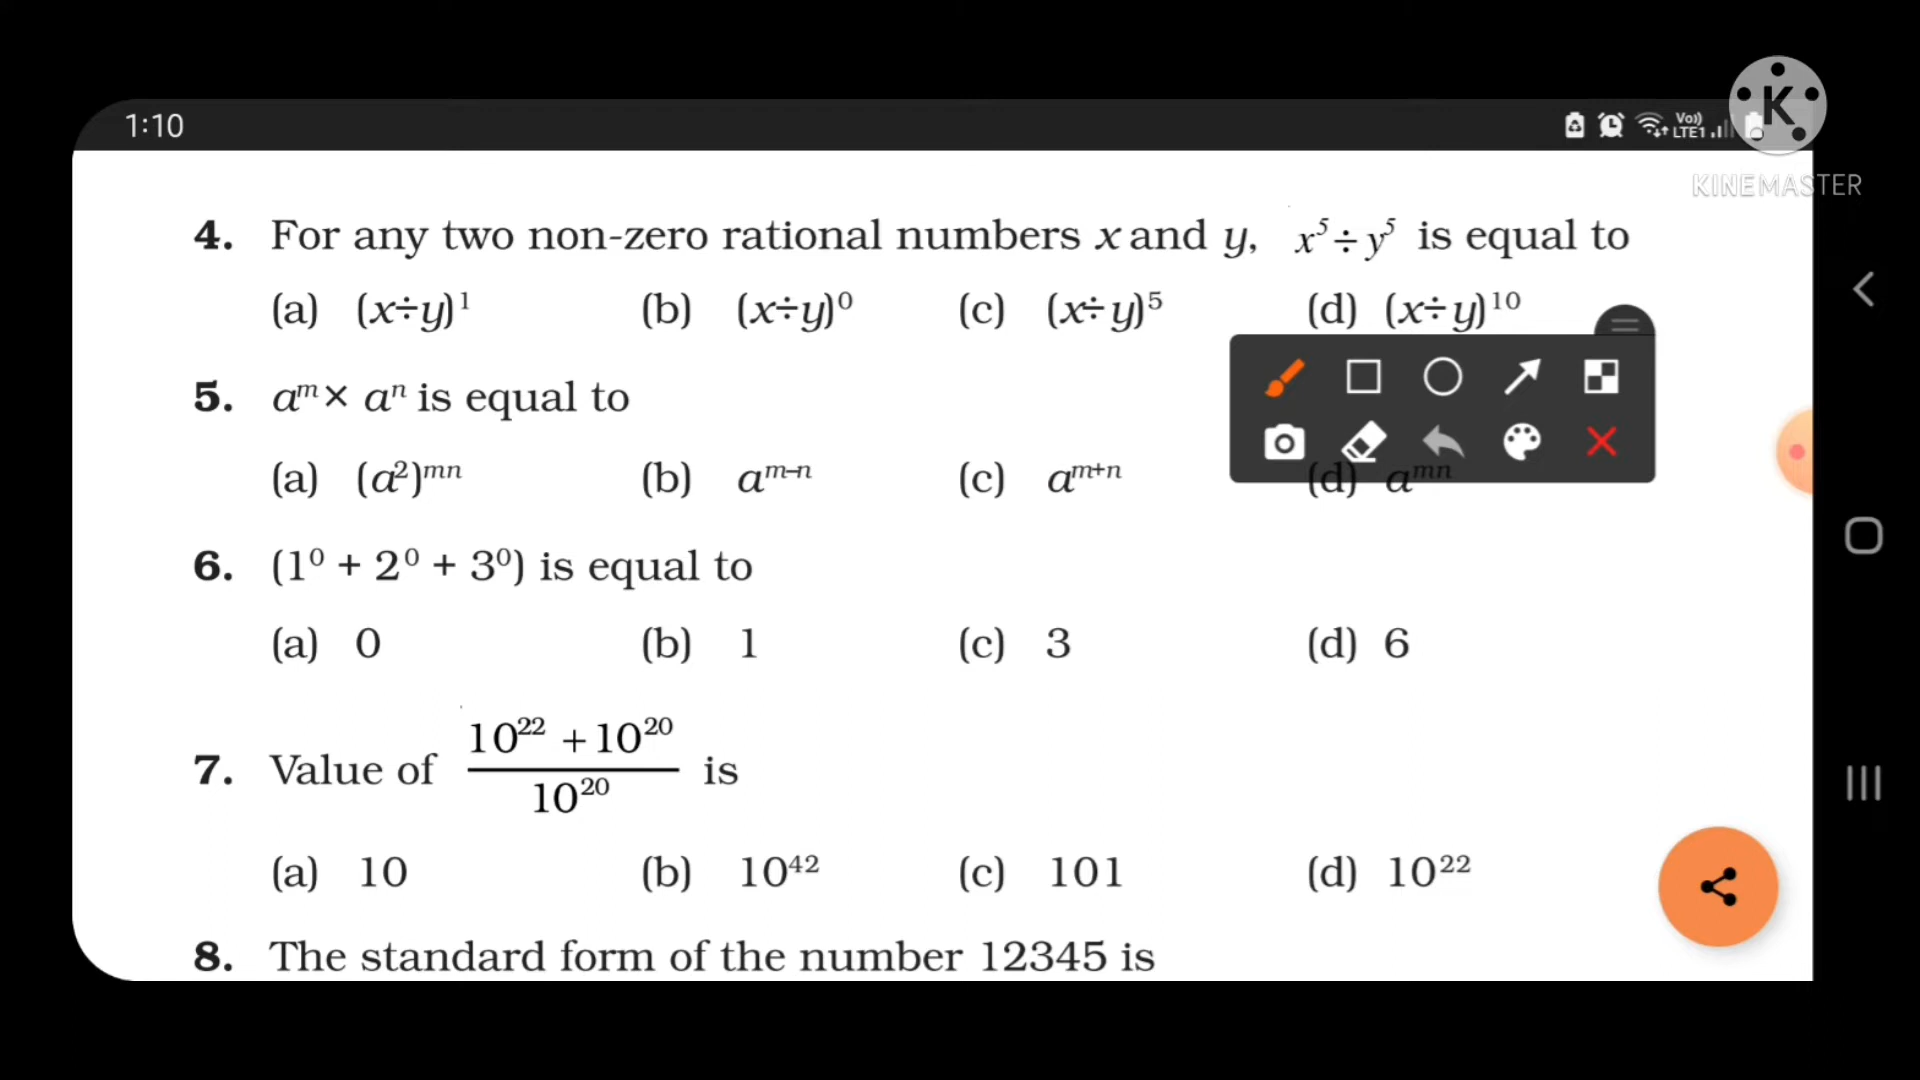 1:10
Vo))
LTE1
K
KINEMASTER
4. For any two non-zero rational numbers x and y, x⁵ ÷ y⁵ is equal to
(a) (x÷y)¹ (b) (x÷y)⁰ (c) (x÷y)⁵ (d) (x÷y)¹⁰
5. aᵐ × aⁿ is equal to
(a) (a²)ᵐⁿ (b) aᵐ⁻ⁿ (c) aᵐ⁺ⁿ (d) aᵐⁿ
6. (1⁰ + 2⁰ + 3⁰) is equal to
(a) 0 (b) 1 (c) 3 (d) 6
10²² + 10²⁰
7. Value of is
10²⁰
(a) 10 (b) 10⁴² (c) 101 (d) 10²²
8. The standard form of the number 12345 is